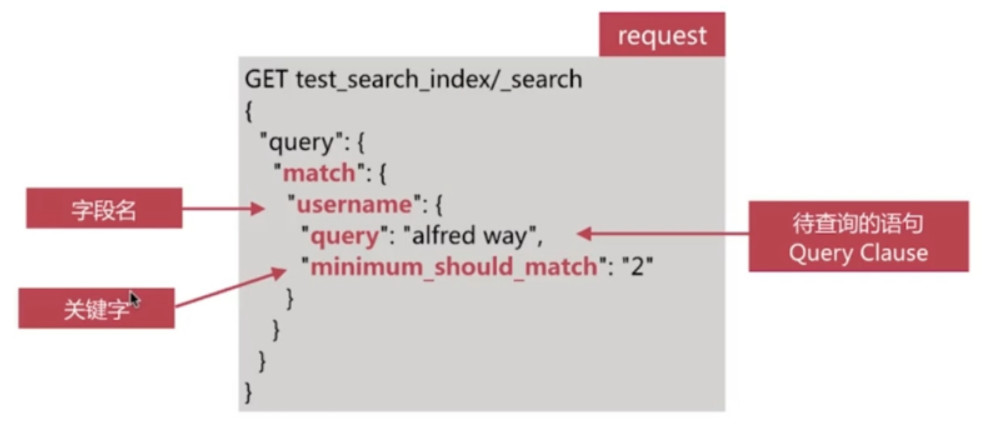 request
GET test_search_index/_search
{
"query": {
"match": {
字段名
"username": {
"query": "alfred way",
待查询的语句
Query Clause
"minimum_should_match": "2"
关键字
}
}
}
}